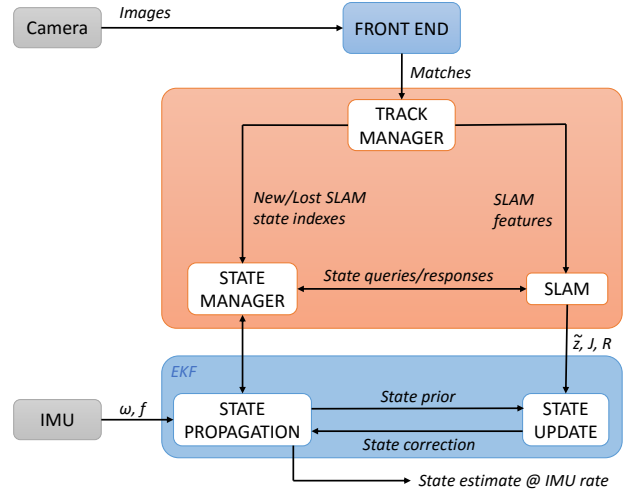 Camera
Images
FRONT END
Matches
TRACK
MANAGER
New/Lost SLAM
state indexes
SLAM
features
STATE
MANAGER
State queries/responses
SLAM
z̃, J, R
EKF
IMU
ω, f
STATE
PROPAGATION
State prior
State correction
STATE
UPDATE
State estimate @ IMU rate